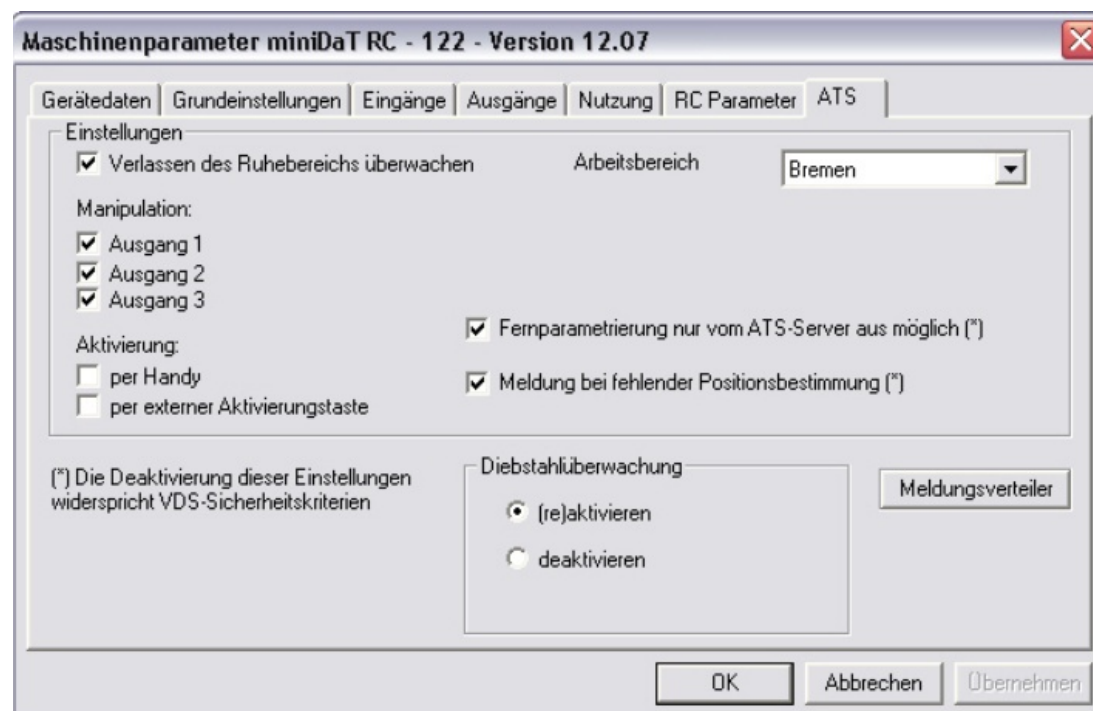 Maschinenparameter miniDaT RC - 122 - Version 12.07
Gerätedaten Grundeinstellungen Eingänge Ausgänge Nutzung RC Parameter ATS
Einstellungen
Verlassen des Ruhebereichs überwachen
Arbeitsbereich
Bremen
Manipulation:
Ausgang 1
Ausgang 2
Ausgang 3
Aktivierung:
per Handy
per externer Aktivierungstaste
Fernparametrierung nur vom ATS-Server aus möglich (*)
Meldung bei fehlender Positionsbestimmung (*)
(*) Die Deaktivierung dieser Einstellungen
widerspricht VDS-Sicherheitskriterien
Diebstahlüberwachung
(re)aktivieren
deaktivieren
Meldungsverteiler
OK Abbrechen Übernehmen